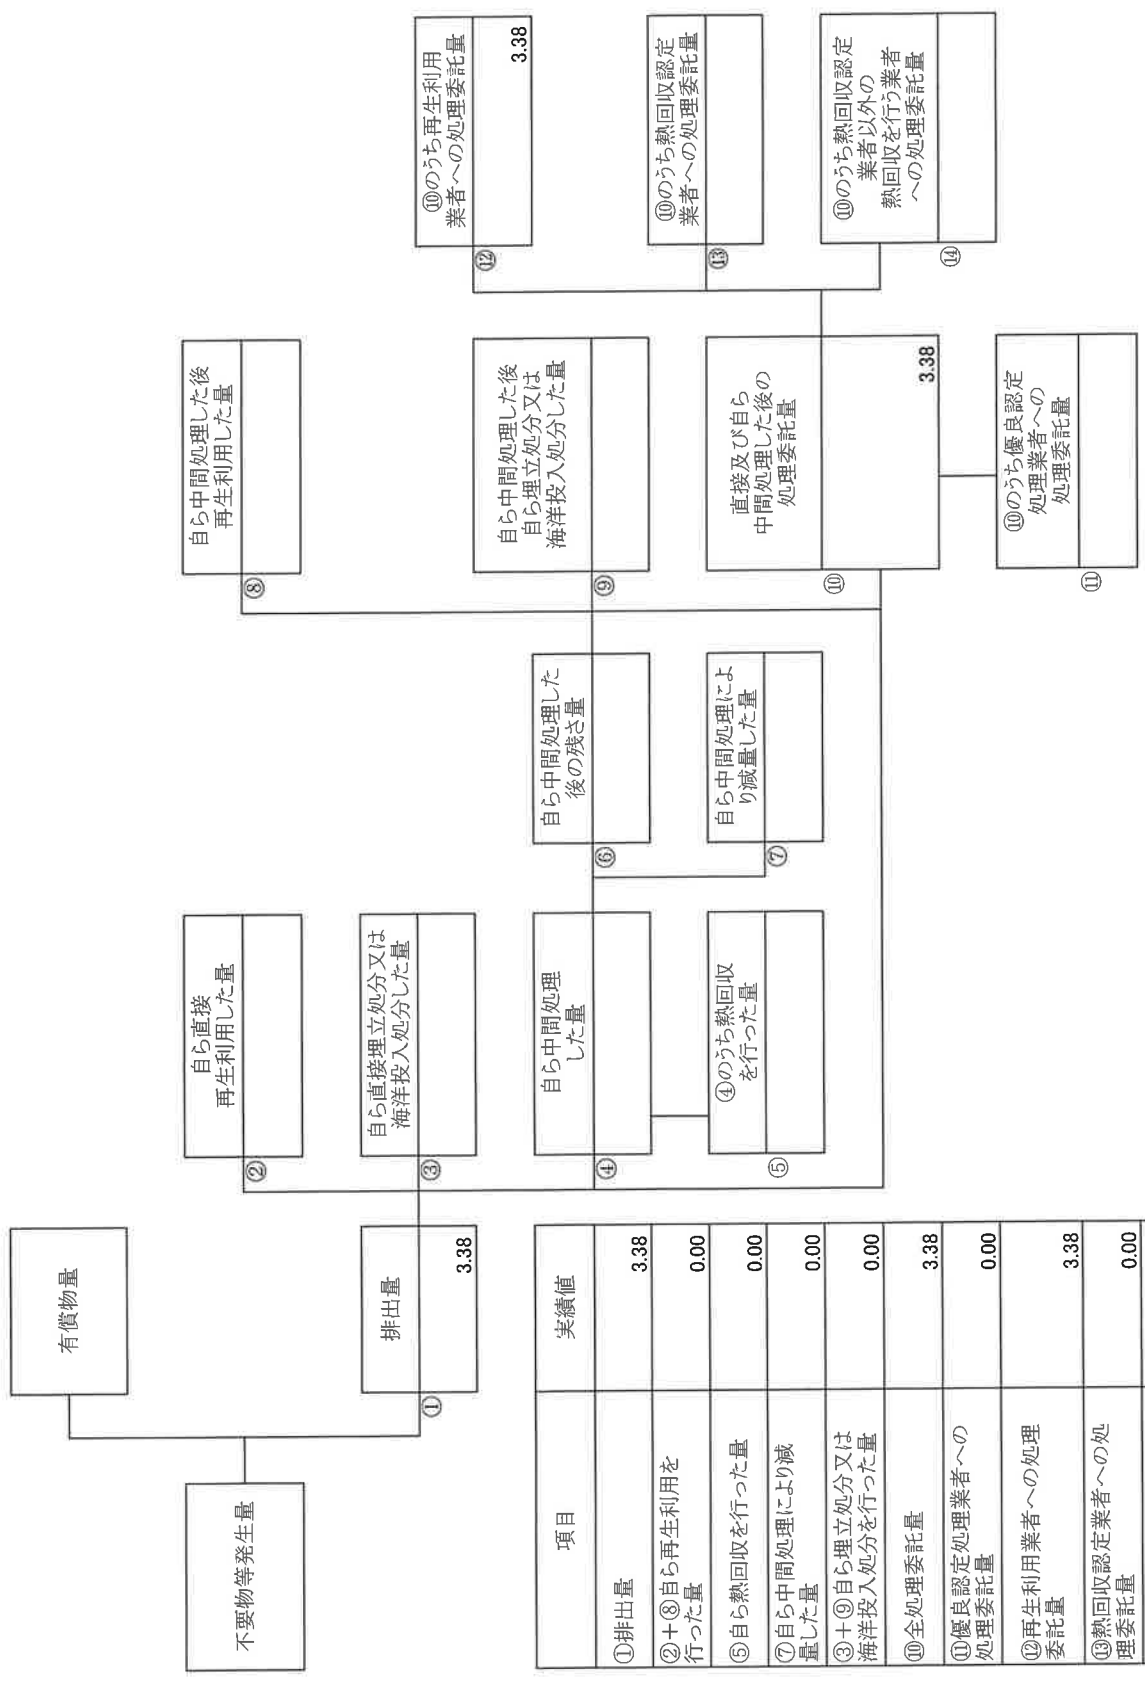 不要物等発生量
有償物量
排出量
①
3.38
自ら直接
再生利用した量
②
自ら直接埋立処分又は
海洋投入処分した量
③
自ら中間処理
した量
④
④のうち熱回収
を行った量
⑤
自ら中間処理した
後の残さ量
⑥
自ら中間処理によ
り減量した量
⑦
自ら中間処理した後
再生利用した量
⑧
自ら中間処理した後
自ら埋立処分又は
海洋投入処分した量
⑨
直接及び自ら
中間処理した後の
処理委託量
⑩
3.38
⑩のうち優良認定
処理業者への
処理委託量
⑪
⑩のうち再生利用
業者への処理委託量
⑫
3.38
⑩のうち熱回収認定
業者への処理委託量
⑬
⑩のうち熱回収認定
業者以外の
熱回収を行う業者
への処理委託量
⑭
項目 実績値
①排出量 3.38
②+⑧自ら再生利用を
行った量 0.00
⑤自ら熱回収を行った量 0.00
⑦自ら中間処理により減
量した量 0.00
③+⑨自ら埋立処分又は
海洋投入処分を行った量 0.00
⑩全処理委託量 3.38
⑪優良認定処理業者への
処理委託量 0.00
⑫再生利用業者への処理
委託量 3.38
⑬熱回収認定業者への処
理委託量 0.00